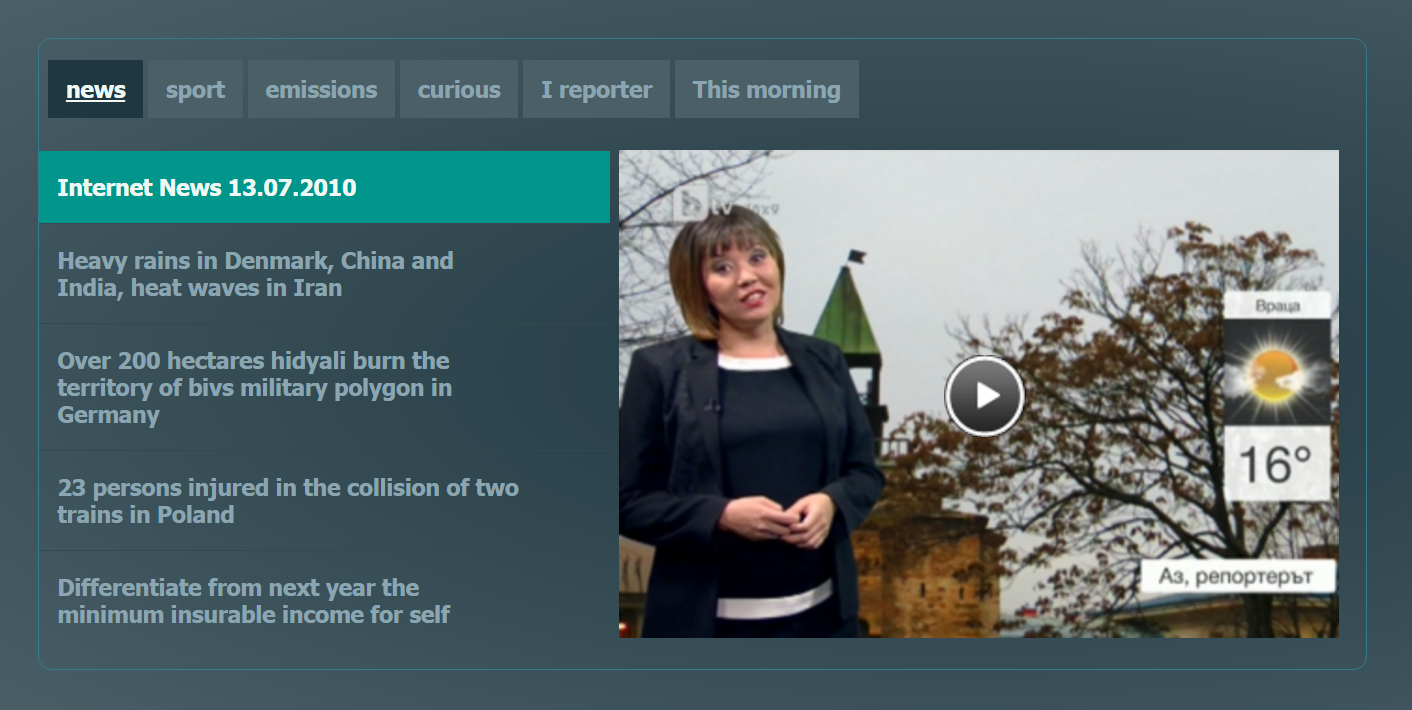 news
sport
emissions
curious
I reporter
This morning
Internet News 13.07.2010
Heavy rains in Denmark, China and
India, heat waves in Iran
Over 200 hectares hidyali burn the
territory of bivs military polygon in
Germany
23 persons injured in the collision of two
trains in Poland
Differentiate from next year the
minimum insurable income for self
b tv
16x9
Враца
16°
Аз, репортерът